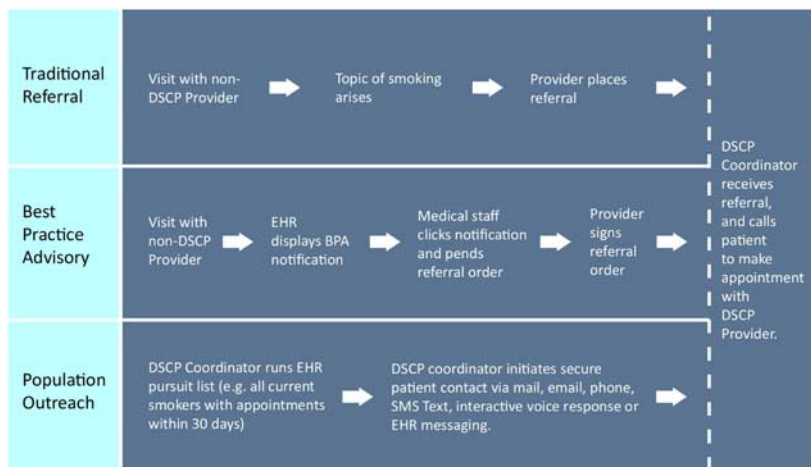 Traditional
Referral
Visit with non-
DSCP Provider
Topic of smoking
arises
Provider places
referral
Best
Practice
Advisory
Visit with
non-DSCP
Provider
EHR
displays BPA
notification
Medical staff
clicks notification
and pends
referral order
Provider
signs
referral
order
Population
Outreach
DSCP Coordinator runs EHR
pursuit list (e.g. all current
smokers with appointments
within 30 days)
DSCP coordinator initiates secure
patient contact via mail, email, phone,
SMS Text, interactive voice response or
EHR messaging.
DSCP
Coordinator
receives
referral,
and calls
patient
to make
appointment
with
DSCP
Provider.